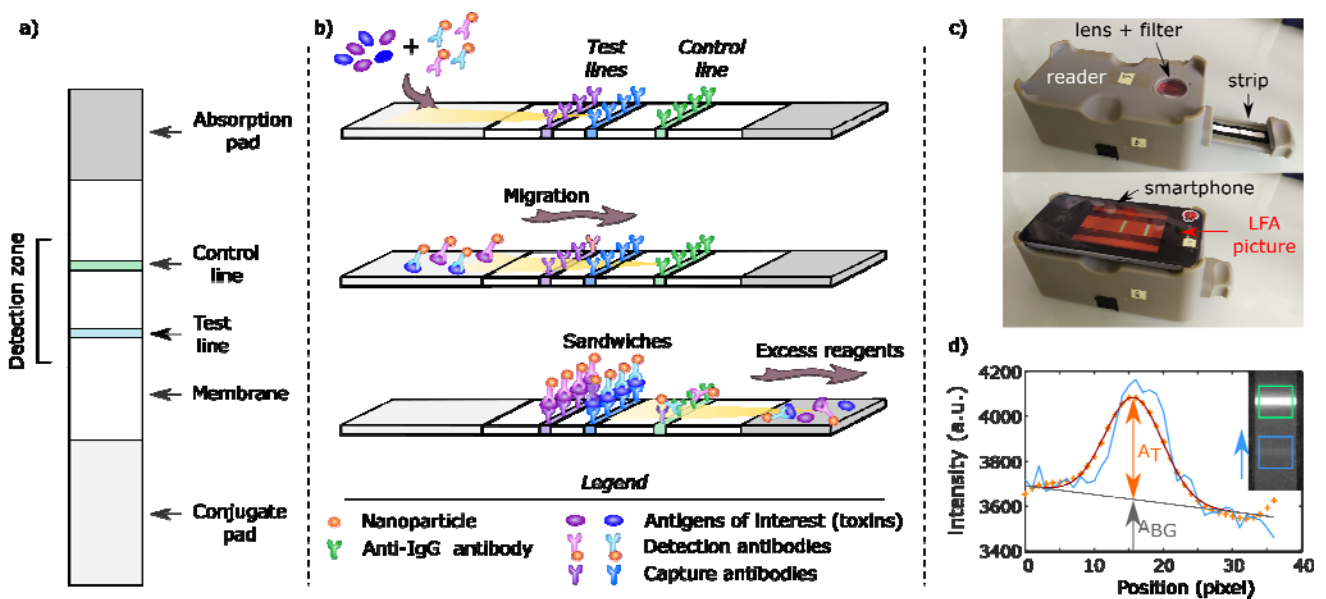 a)
Absorption
pad
Detection zone
Control
line
Test
line
Membrane
Conjugate
pad
b)
+
Test
lines
Control
line
Migration
Sandwiches
Excess reagents
Legend
Nanoparticle
Anti-IgG antibody
Antigens of interest (toxins)
Detection antibodies
Capture antibodies
c)
lens + filter
reader
strip
smartphone
LFA
picture
d)
Intensity (a.u.)
4200
4000
3800
3600
3400
A_T
A_BG
0
10
20
30
40
Position (pixel)